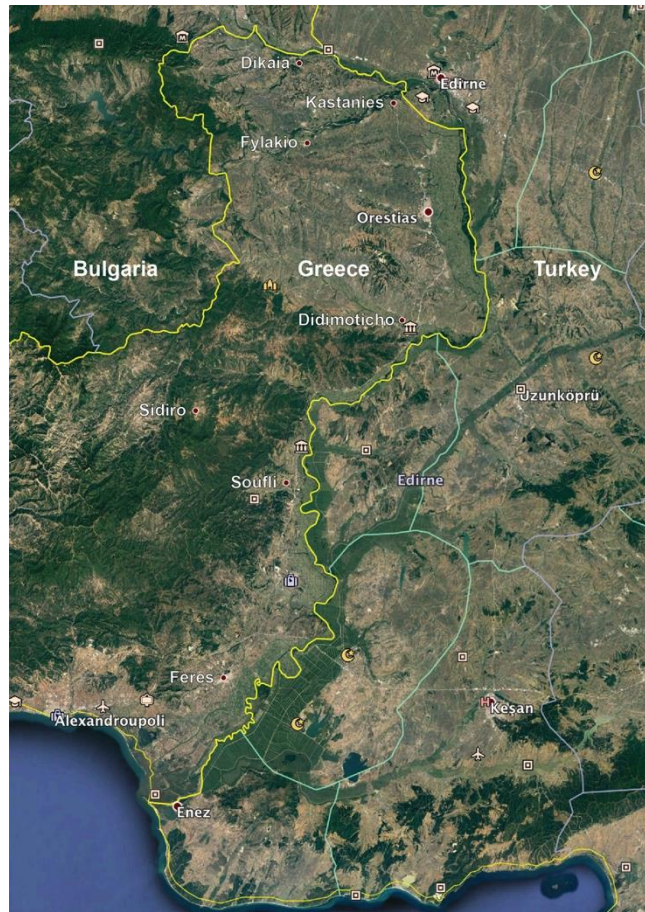 Dikaia
Edirne
Kastanies
Fylakio
Orestias
Bulgaria
Greece
Turkey
Didimoticho
Uzunköprü
Sidiro
Soufli
Edirne
Feres
Alexandroupoli
Keşan
Enez